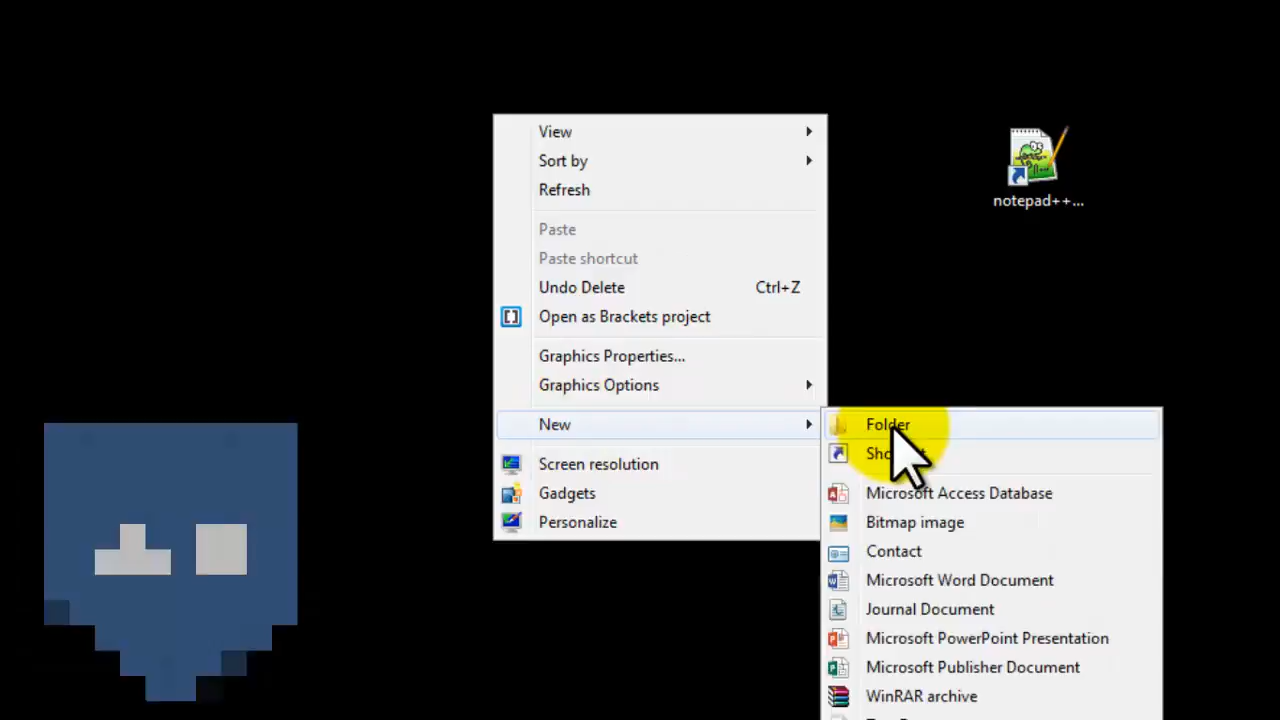 View
Sort by
Refresh
Paste
Paste shortcut
Undo Delete Ctrl+Z
Open as Brackets project
Graphics Properties...
Graphics Options
New
Screen resolution
Gadgets
Personalize
notepad++...
Folder
Microsoft Access Database
Bitmap image
Contact
Microsoft Word Document
Journal Document
Microsoft PowerPoint Presentation
Microsoft Publisher Document
WinRAR archive